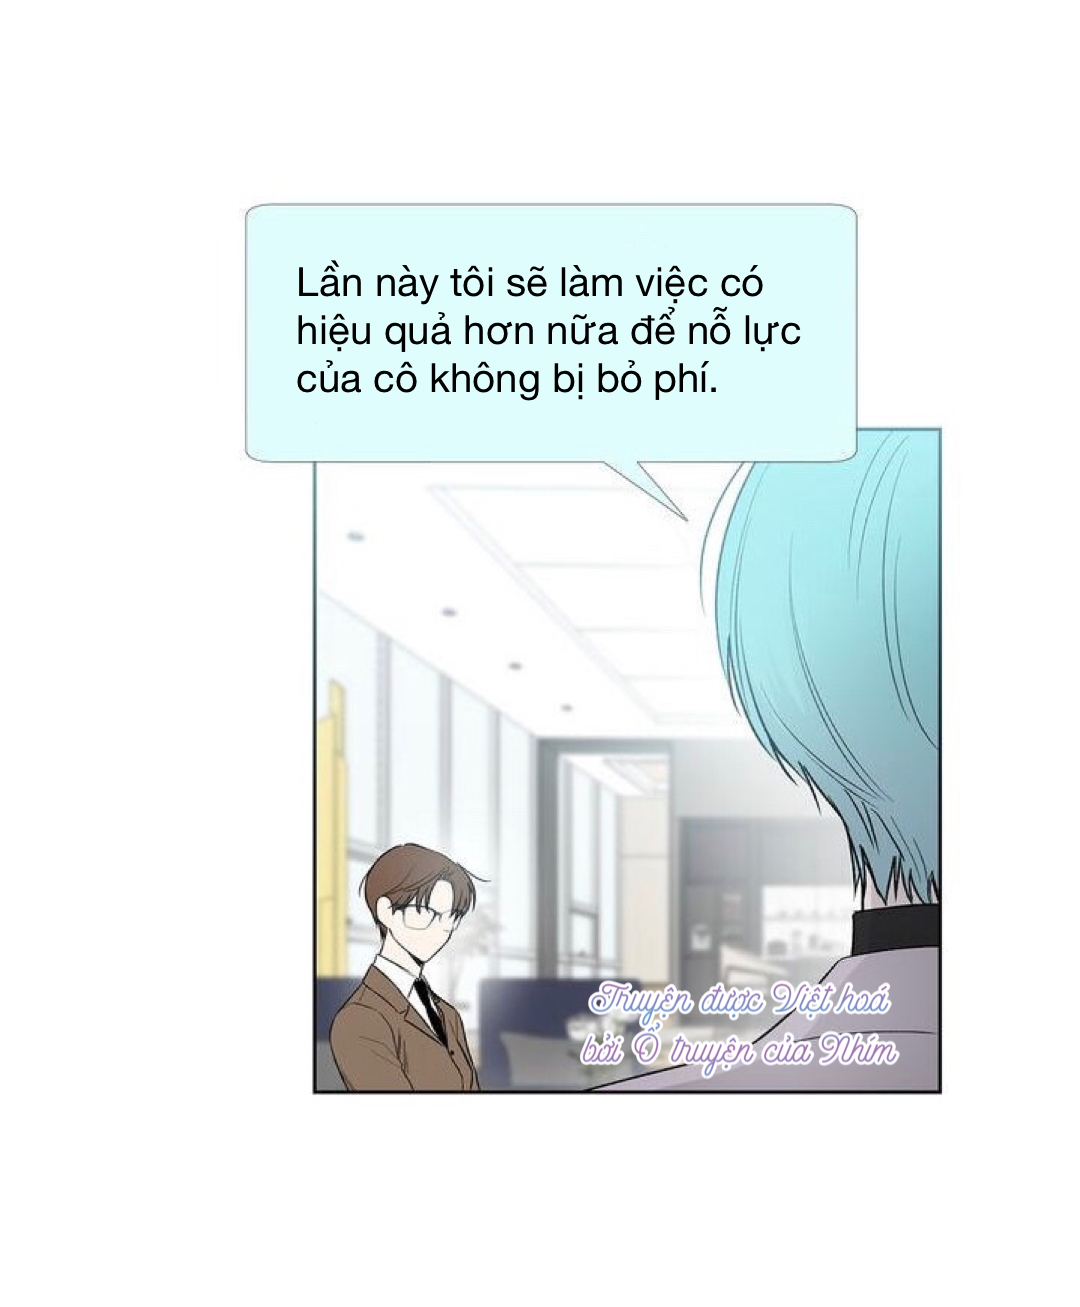 Lần này tôi sẽ làm việc có
hiệu quả hơn nữa để nỗ lực
của cô không bị bỏ phí.
Truyện được Việt hoá
bởi Ổ truyện của Nhím